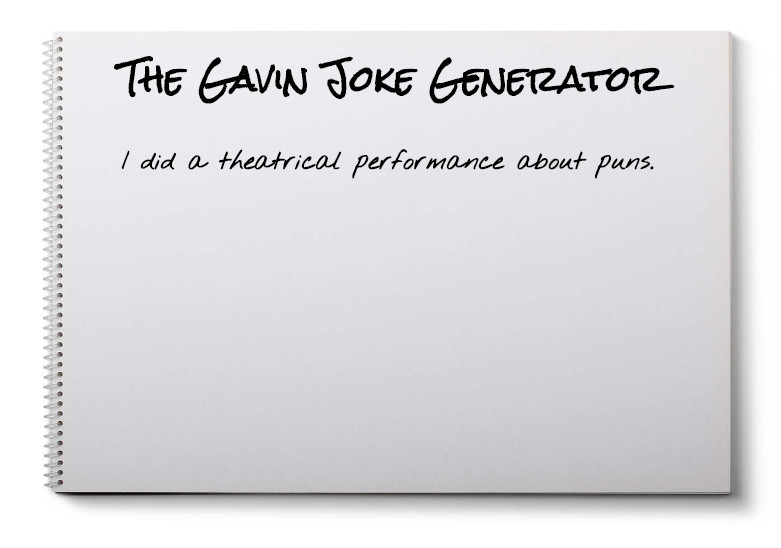 The Gavin Joke Generator
I did a theatrical performance about puns.